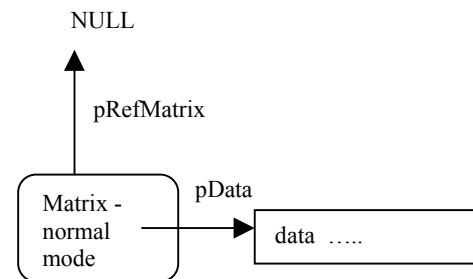 NULL
pRefMatrix
pData
Matrix -
normal
mode
data …..